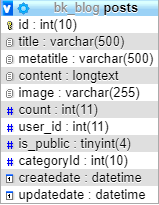 bk_blog posts
id : int(10)
title : varchar(500)
metatitle : varchar(500)
content : longtext
image : varchar(255)
count : int(11)
user_id : int(11)
is_public : tinyint(4)
categoryId : int(10)
createdate : datetime
updatedate : datetime